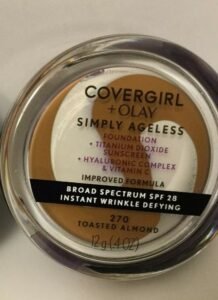 COVERGIRL
+ OLAY
SIMPLY AGELESS
FOUNDATION
+ TITANIUM DIOXIDE
SUNSCREEN
+ HYALURONIC COMPLEX
& VITAMIN C
IMPROVED FORMULA
BROAD SPECTRUM SPF 28
INSTANT WRINKLE DEFYING
270
TOASTED ALMOND
12 g (.4 OZ)